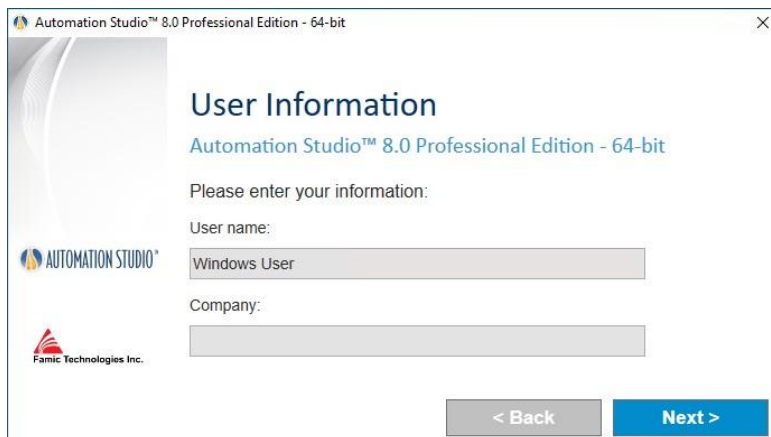 Automation Studio™ 8.0 Professional Edition - 64-bit
User Information
Automation Studio™ 8.0 Professional Edition - 64-bit
Please enter your information:
User name:
AUTOMATION STUDIO™
Windows User
Company:
Famic Technologies Inc.
< Back
Next >